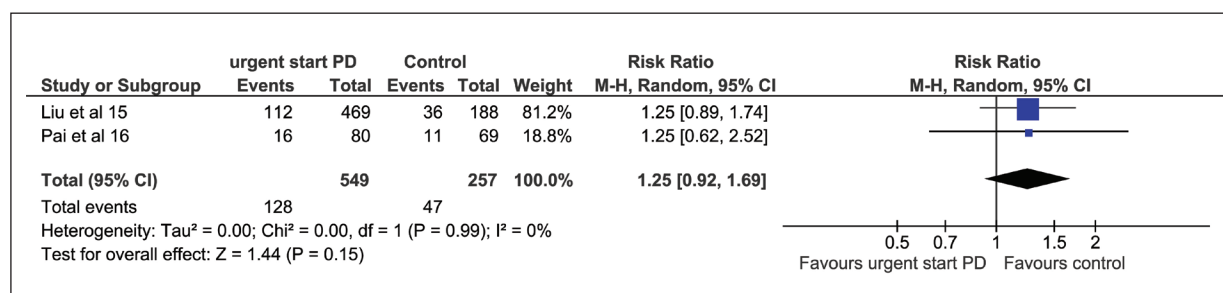 urgent start PD Control Risk Ratio Risk Ratio
Study or Subgroup Events Total Events Total Weight M-H, Random, 95% CI M-H, Random, 95% CI
Liu et al 15 112 469 36 188 81.2% 1.25 [0.89, 1.74]
Pai et al 16 16 80 11 69 18.8% 1.25 [0.62, 2.52]
Total (95% CI) 549 257 100.0% 1.25 [0.92, 1.69]
Total events 128 47
Heterogeneity: Tau² = 0.00; Chi² = 0.00, df = 1 (P = 0.99); I² = 0%
Test for overall effect: Z = 1.44 (P = 0.15)
0.5 0.7 1 1.5 2
Favours urgent start PD Favours control